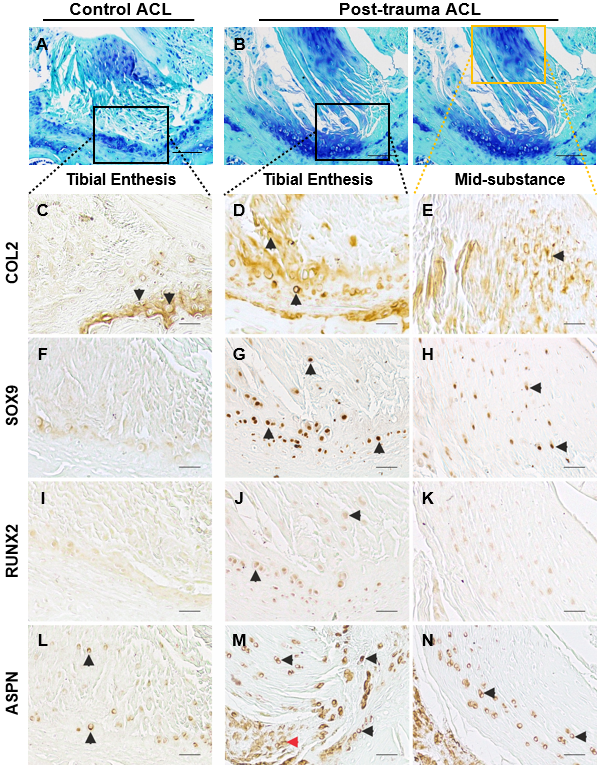 Control ACL Post-trauma ACL
A B
Tibial Enthesis Tibial Enthesis Mid-substance
COL2 C D E
SOX9 F G H
RUNX2 I J K
ASPN L M N